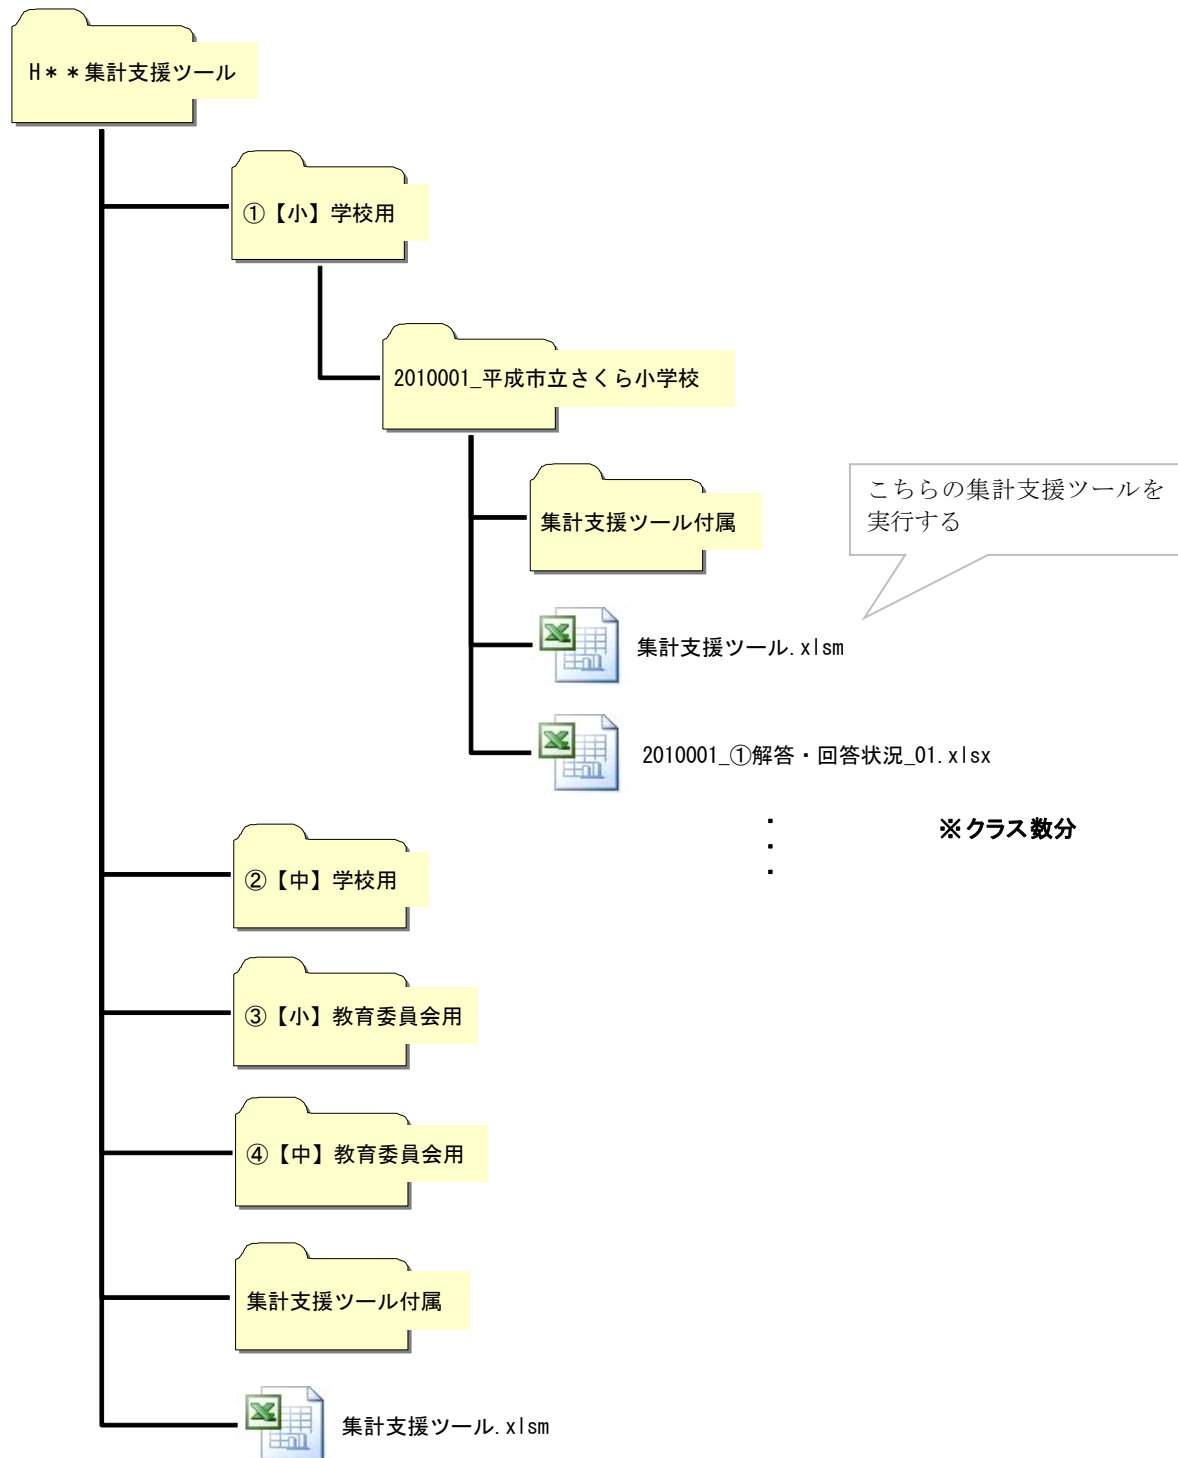 H＊＊集計支援ツール
①【小】学校用
2010001_平成市立さくら小学校
集計支援ツール付属
こちらの集計支援ツールを
実行する
集計支援ツール.xlsm
2010001_①解答・回答状況_01.xlsx
・
・
・
※クラス数分
②【中】学校用
③【小】教育委員会用
④【中】教育委員会用
集計支援ツール付属
集計支援ツール.xlsm